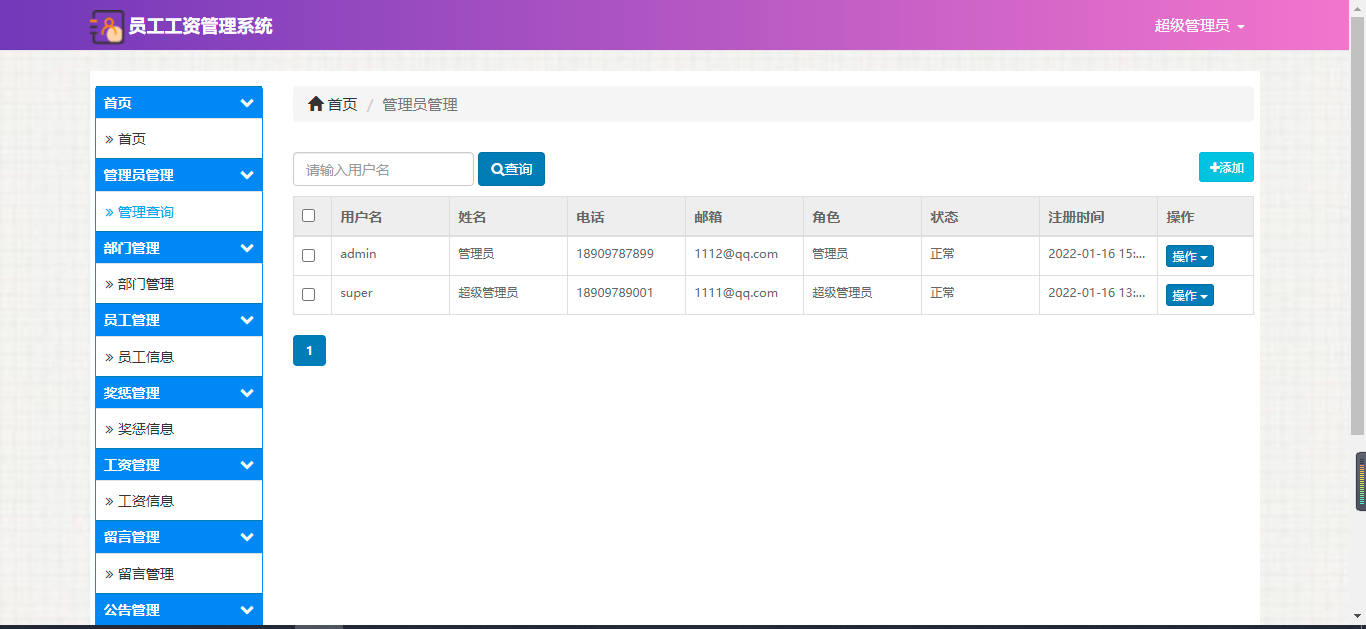 员工工资管理系统
超级管理员
首页
» 首页
管理员管理
» 管理查询
部门管理
» 部门管理
员工管理
» 员工信息
奖惩管理
» 奖惩信息
工资管理
» 工资信息
留言管理
» 留言管理
公告管理
首页 / 管理员管理
请输入用户名 查询 添加
用户名 姓名 电话 邮箱 角色 状态 注册时间 操作
admin 管理员 18909787899 1112@qq.com 管理员 正常 2022-01-16 15:... 操作
super 超级管理员 18909789001 1111@qq.com 超级管理员 正常 2022-01-16 13:... 操作
1